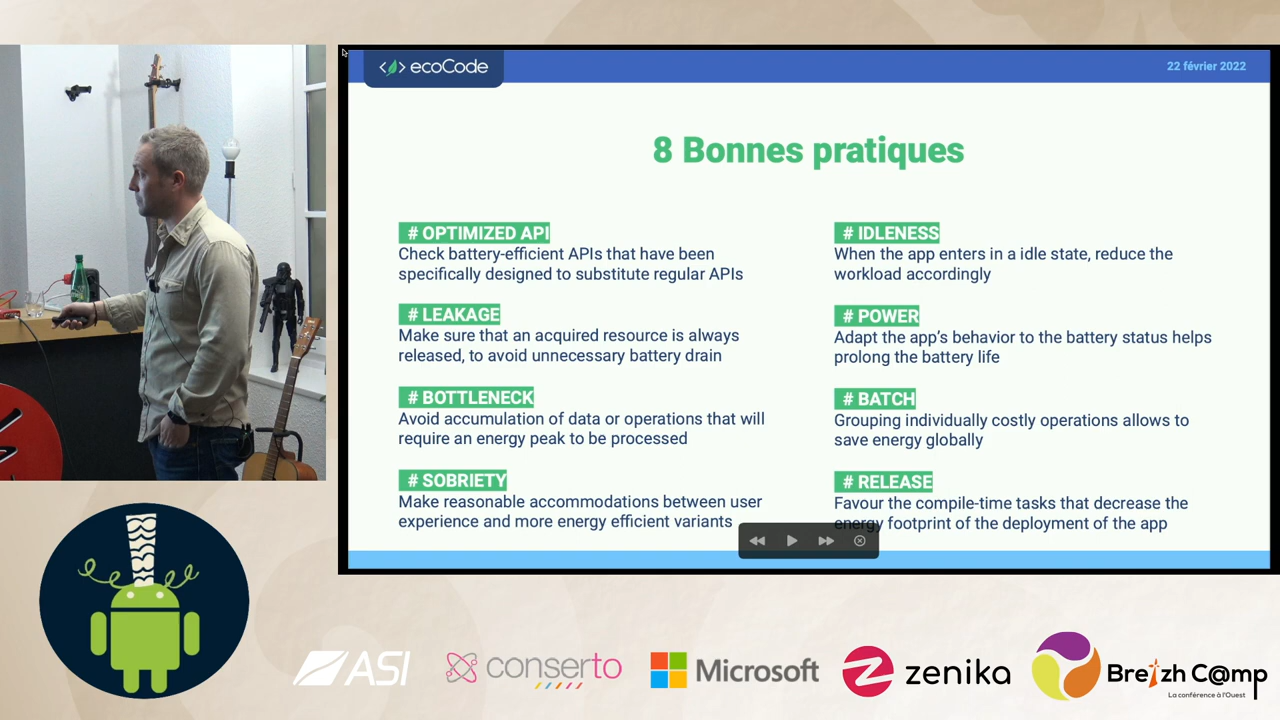 ecoCode
22 février 2022
8 Bonnes pratiques
# OPTIMIZED API
Check battery-efficient APIs that have been
specifically designed to substitute regular APIs
# LEAKAGE
Make sure that an acquired resource is always
released, to avoid unnecessary battery drain
# BOTTLENECK
Avoid accumulation of data or operations that will
require an energy peak to be processed
# SOBRIETY
Make reasonable accommodations between user
experience and more energy efficient variants
# IDLENESS
When the app enters in a idle state, reduce the
workload accordingly
# POWER
Adapt the app's behavior to the battery status helps
prolong the battery life
# BATCH
Grouping individually costly operations allows to
save energy globally
# RELEASE
Favour the compile-time tasks that decrease the
energy footprint of the deployment of the app
ASI
conserto
Microsoft
zenika
Breizh C@mp
La conférence à l'Ouest